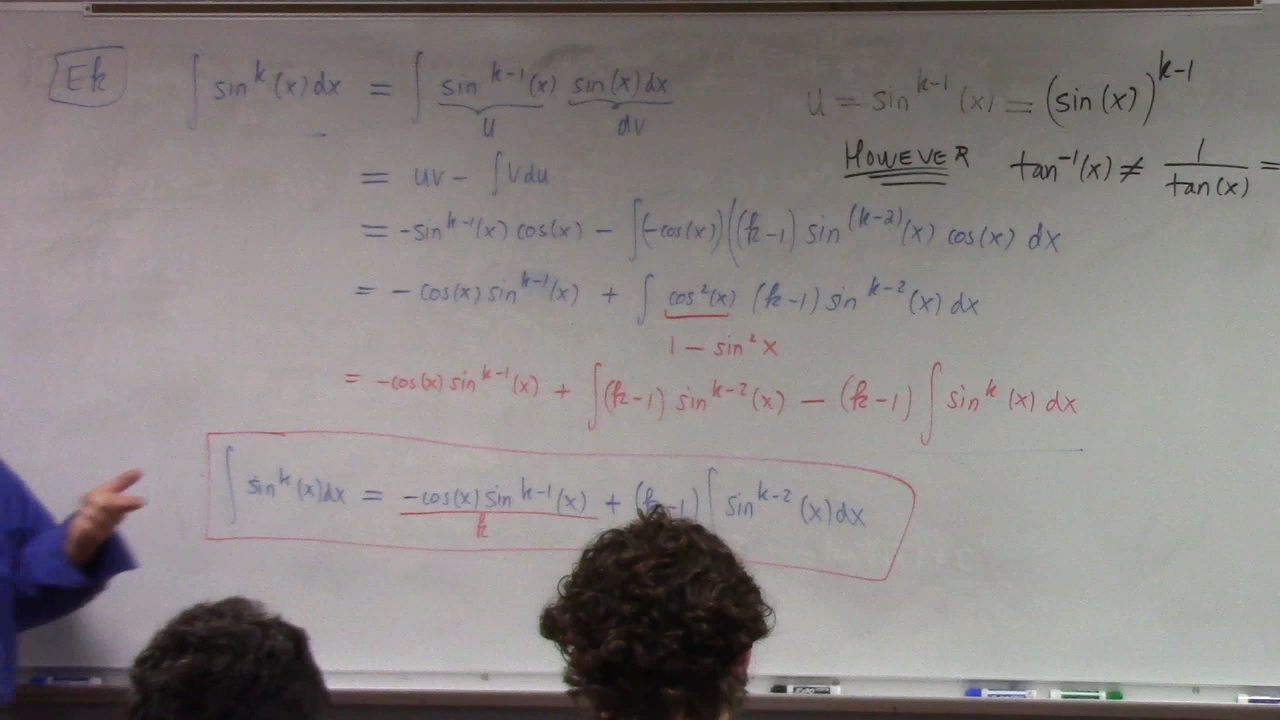 Ek ∫ sin^k (x) dx = ∫ sin^{k-1} (x) sin(x) dx
u dv
= uv - ∫ v du
= -sin^{k-1}(x) cos(x) - ∫(-cos(x))((k-1) sin^{(k-2)}(x) cos(x) dx
= - cos(x) sin^{k-1}(x) + ∫ cos²(x) (k-1) sin^{k-2}(x) dx
1 - sin² x
= -cos(x) sin^{k-1}(x) + ∫(k-1) sin^{k-2}(x) - (k-1) ∫ sin^k (x) dx
∫ sin^k (x) dx = -cos(x) sin^{k-1}(x) + (k-1) ∫ sin^{k-2} (x) dx
k
u = sin^{k-1} (x) = (sin(x))^{k-1}
HOWEVER tan^{-1}(x) ≠ 1/tan(x) =